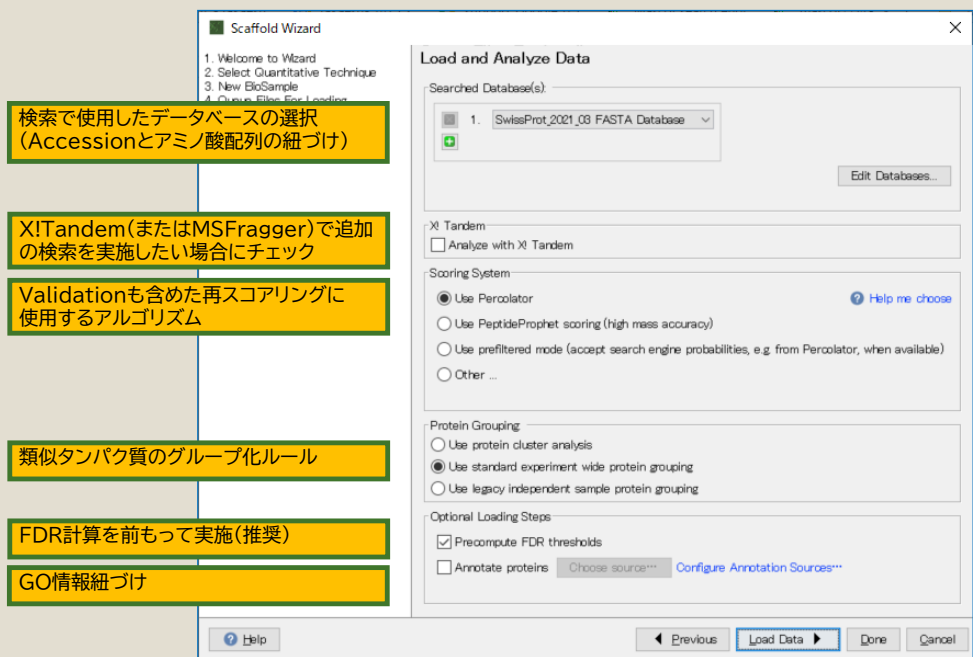 Scaffold Wizard
1. Welcome to Wizard
2. Select Quantitative Technique
3. New BioSample
4. Queue Files For Loading
検索で使用したデータベースの選択
(Accessionとアミノ酸配列の紐づけ)
X!Tandem(またはMSFragger)で追加
の検索を実施したい場合にチェック
Validationも含めた再スコアリングに
使用するアルゴリズム
類似タンパク質のグループ化ルール
FDR計算を前もって実施(推奨)
GO情報紐づけ
Load and Analyze Data
Searched Database(s):
1. SwissProt_2021_03 FASTA Database
Edit Databases...
X! Tandem
Analyze with X! Tandem
Scoring System
Use Percolator
Help me choose
Use PeptideProphet scoring (high mass accuracy)
Use prefiltered mode (accept search engine probabilities, e.g. from Percolator, when available)
Other ...
Protein Grouping
Use protein cluster analysis
Use standard experiment wide protein grouping
Use legacy independent sample protein grouping
Optional Loading Steps
Precompute FDR thresholds
Annotate proteins Choose source... Configure Annotation Sources...
Help
Previous Load Data Done Cancel